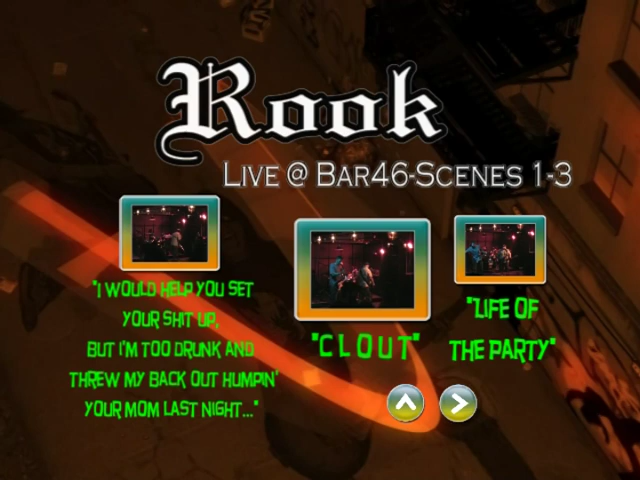 Rook
LIVE @ BAR46-SCENES 1-3
"I WOULD HELP YOU SET
YOUR SHIT UP,
BUT I'M TOO DRUNK AND
THREW MY BACK OUT HUMPIN'
YOUR MOM LAST NIGHT..."
"CLOUT"
"LIFE OF
THE PARTY"